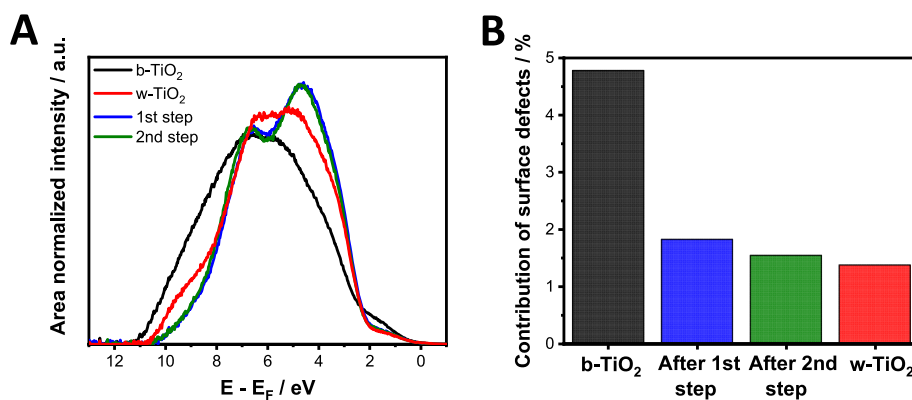 A
Area normalized intensity / a.u.
b-TiO₂
w-TiO₂
1st step
2nd step
12 10 8 6 4 2 0
E - E_F / eV
B
Contribution of surface defects / %
5
4
3
2
1
0
b-TiO₂ After 1st After 2nd w-TiO₂
step step